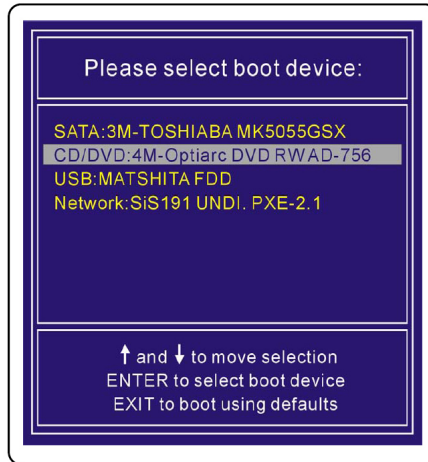 Please select boot device:
SATA:3M-TOSHIABA MK5055GSX
CD/DVD:4M-Optiarc DVD RWAD-756
USB:MATSHITA FDD
Network:SiS191 UNDI. PXE-2.1
↑ and ↓ to move selection
ENTER to select boot device
EXIT to boot using defaults